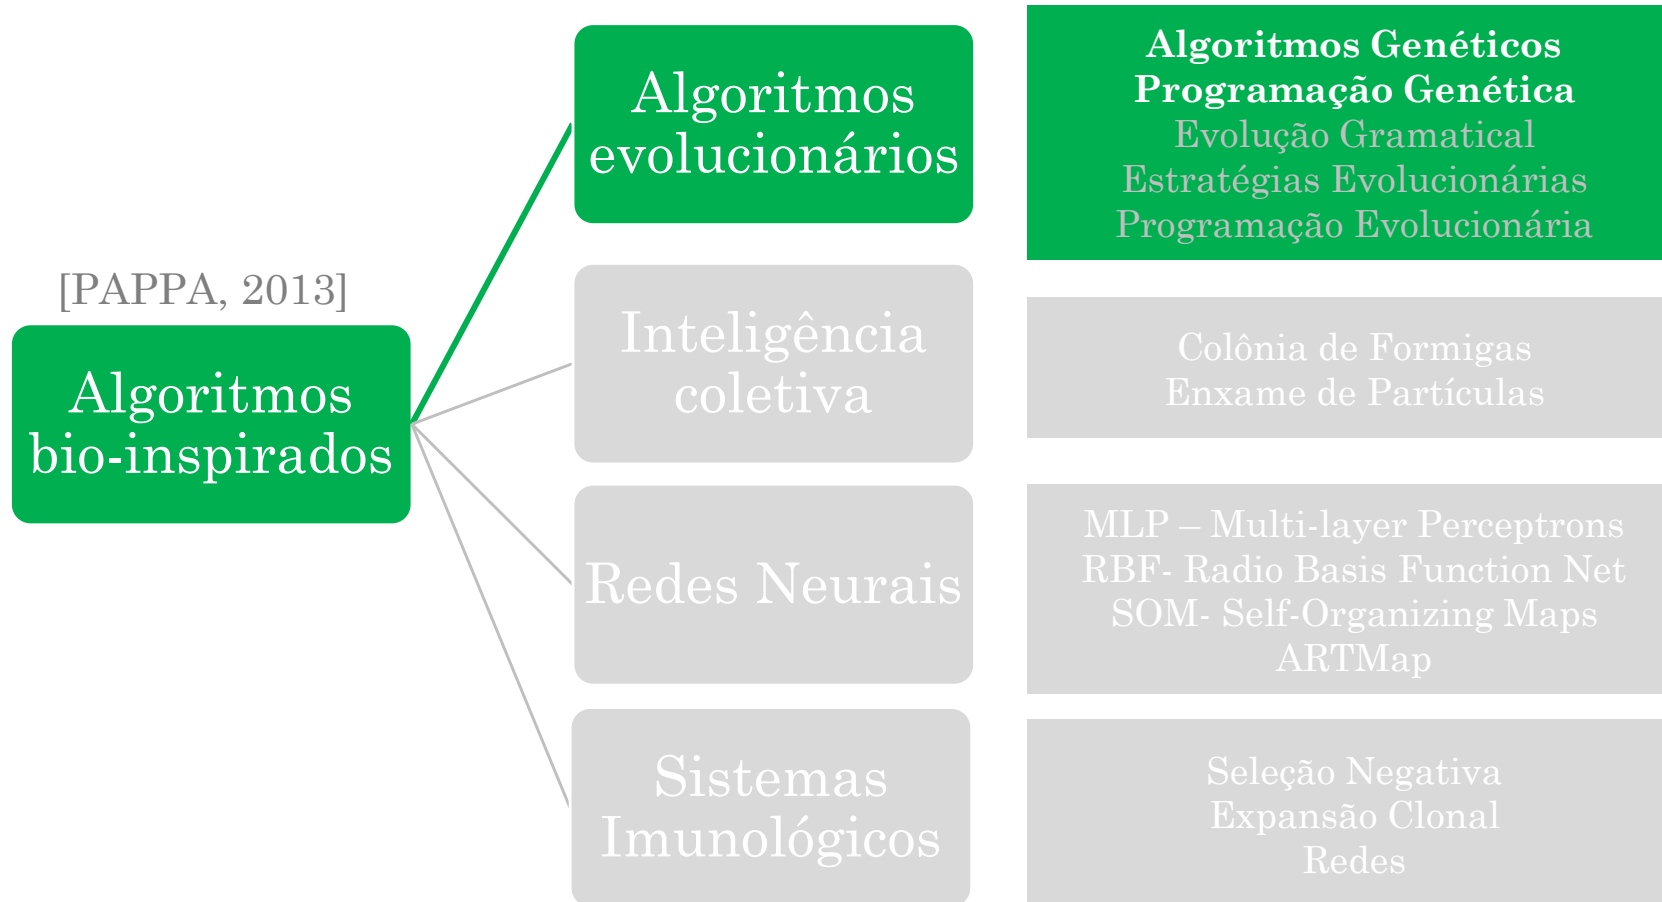 [PAPPA, 2013]
Algoritmos
bio-inspirados
Algoritmos
evolucionários
Algoritmos Genéticos
Programação Genética
Evolução Gramatical
Estratégias Evolucionárias
Programação Evolucionária
Inteligência
coletiva
Colônia de Formigas
Enxame de Partículas
Redes Neurais
MLP – Multi-layer Perceptrons
RBF- Radio Basis Function Net
SOM- Self-Organizing Maps
ARTMap
Sistemas
Imunológicos
Seleção Negativa
Expansão Clonal
Redes